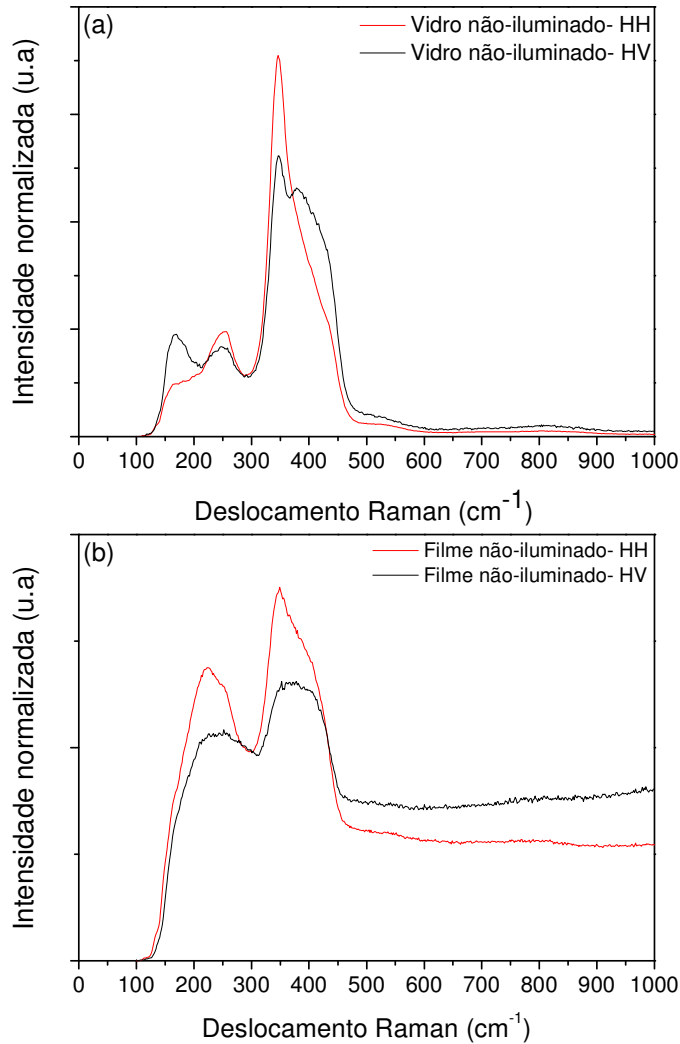 (a)
Vidro não-iluminado- HH
Vidro não-iluminado- HV
Intensidade normalizada (u.a)
0 100 200 300 400 500 600 700 800 900 1000
Deslocamento Raman (cm⁻¹)
(b)
Filme não-iluminado- HH
Filme não-iluminado- HV
Intensidade normalizada (u.a)
0 100 200 300 400 500 600 700 800 900 1000
Deslocamento Raman (cm⁻¹)